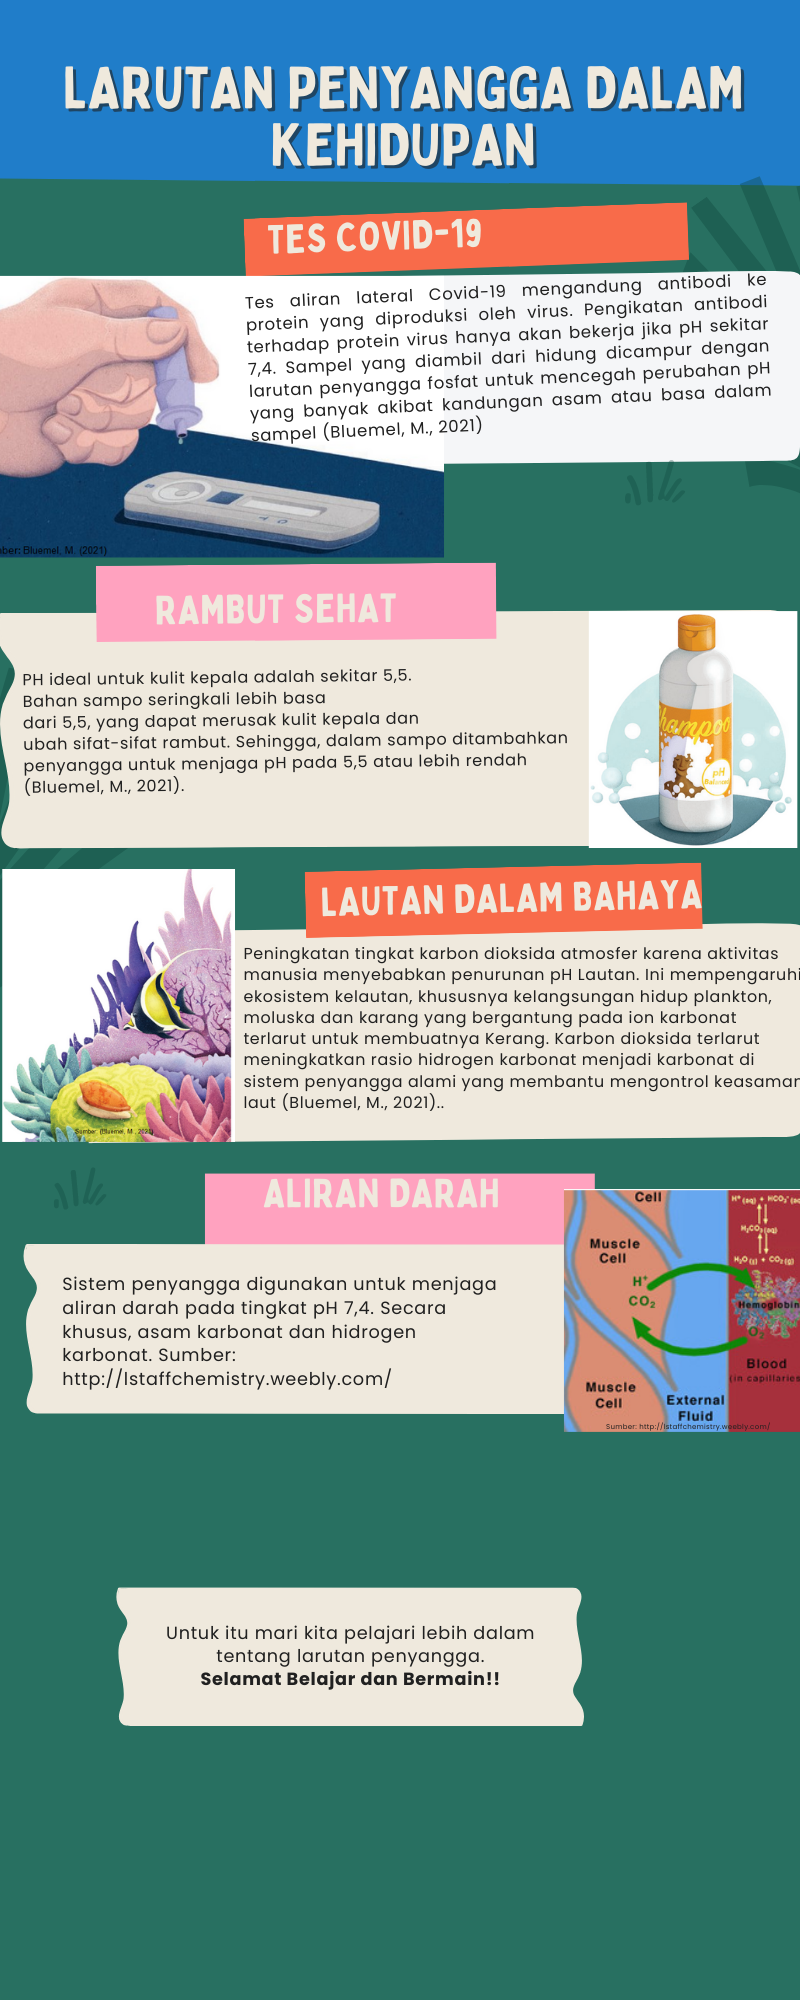 LARUTAN PENYANGGA DALAM
KEHIDUPAN
TES COVID-19
Tes aliran lateral Covid-19 mengandung antibodi ke
protein yang diproduksi oleh virus. Pengikatan antibodi
terhadap protein virus hanya akan bekerja jika pH sekitar
7,4. Sampel yang diambil dari hidung dicampur dengan
larutan penyangga fosfat untuk mencegah perubahan pH
yang banyak akibat kandungan asam atau basa dalam
sampel (Bluemel, M., 2021)
ber: Bluemel, M. (2021)
RAMBUT SEHAT
PH ideal untuk kulit kepala adalah sekitar 5,5.
Bahan sampo seringkali lebih basa
dari 5,5, yang dapat merusak kulit kepala dan
ubah sifat-sifat rambut. Sehingga, dalam sampo ditambahkan
penyangga untuk menjaga pH pada 5,5 atau lebih rendah
(Bluemel, M., 2021).
Shampoo
pH
Balanced
LAUTAN DALAM BAHAYA
Peningkatan tingkat karbon dioksida atmosfer karena aktivitas
manusia menyebabkan penurunan pH Lautan. Ini mempengaruhi
ekosistem kelautan, khususnya kelangsungan hidup plankton,
moluska dan karang yang bergantung pada ion karbonat
terlarut untuk membuatnya Kerang. Karbon dioksida terlarut
meningkatkan rasio hidrogen karbonat menjadi karbonat di
sistem penyangga alami yang membantu mengontrol keasaman
laut (Bluemel, M., 2021)..
Sumber: (Bluemel, M., 2021)
ALIRAN DARAH
Sistem penyangga digunakan untuk menjaga
aliran darah pada tingkat pH 7,4. Secara
khusus, asam karbonat dan hidrogen
karbonat. Sumber:
http://lstaffchemistry.weebly.com/
Cell
H⁺ (aq) + HCO₃⁻ (aq)
H₂CO₃ (aq)
H₂O (l) + CO₂ (g)
Muscle
Cell
H⁺
CO₂
Hemoglobin
O₂
Blood
(in capillaries
Muscle
Cell
External
Fluid
Sumber: http://lstaffchemistry.weebly.com/
Untuk itu mari kita pelajari lebih dalam
tentang larutan penyangga.
Selamat Belajar dan Bermain!!